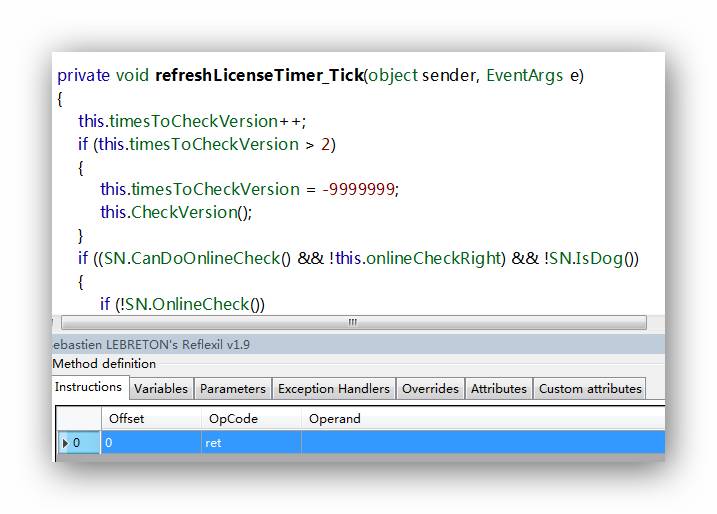 private void refreshLicenseTimer_Tick(object sender, EventArgs e)
{
this.timesToCheckVersion++;
if (this.timesToCheckVersion > 2)
{
this.timesToCheckVersion = -9999999;
this.CheckVersion();
}
if ((SN.CanDoOnlineCheck() && !this.onlineCheckRight) && !SN.IsDog())
{
if (!SN.OnlineCheck())
ebastien LEBRETON's Reflexil v1.9
Method definition
Instructions Variables Parameters Exception Handlers Overrides Attributes Custom attributes
Offset OpCode Operand
0 0 ret